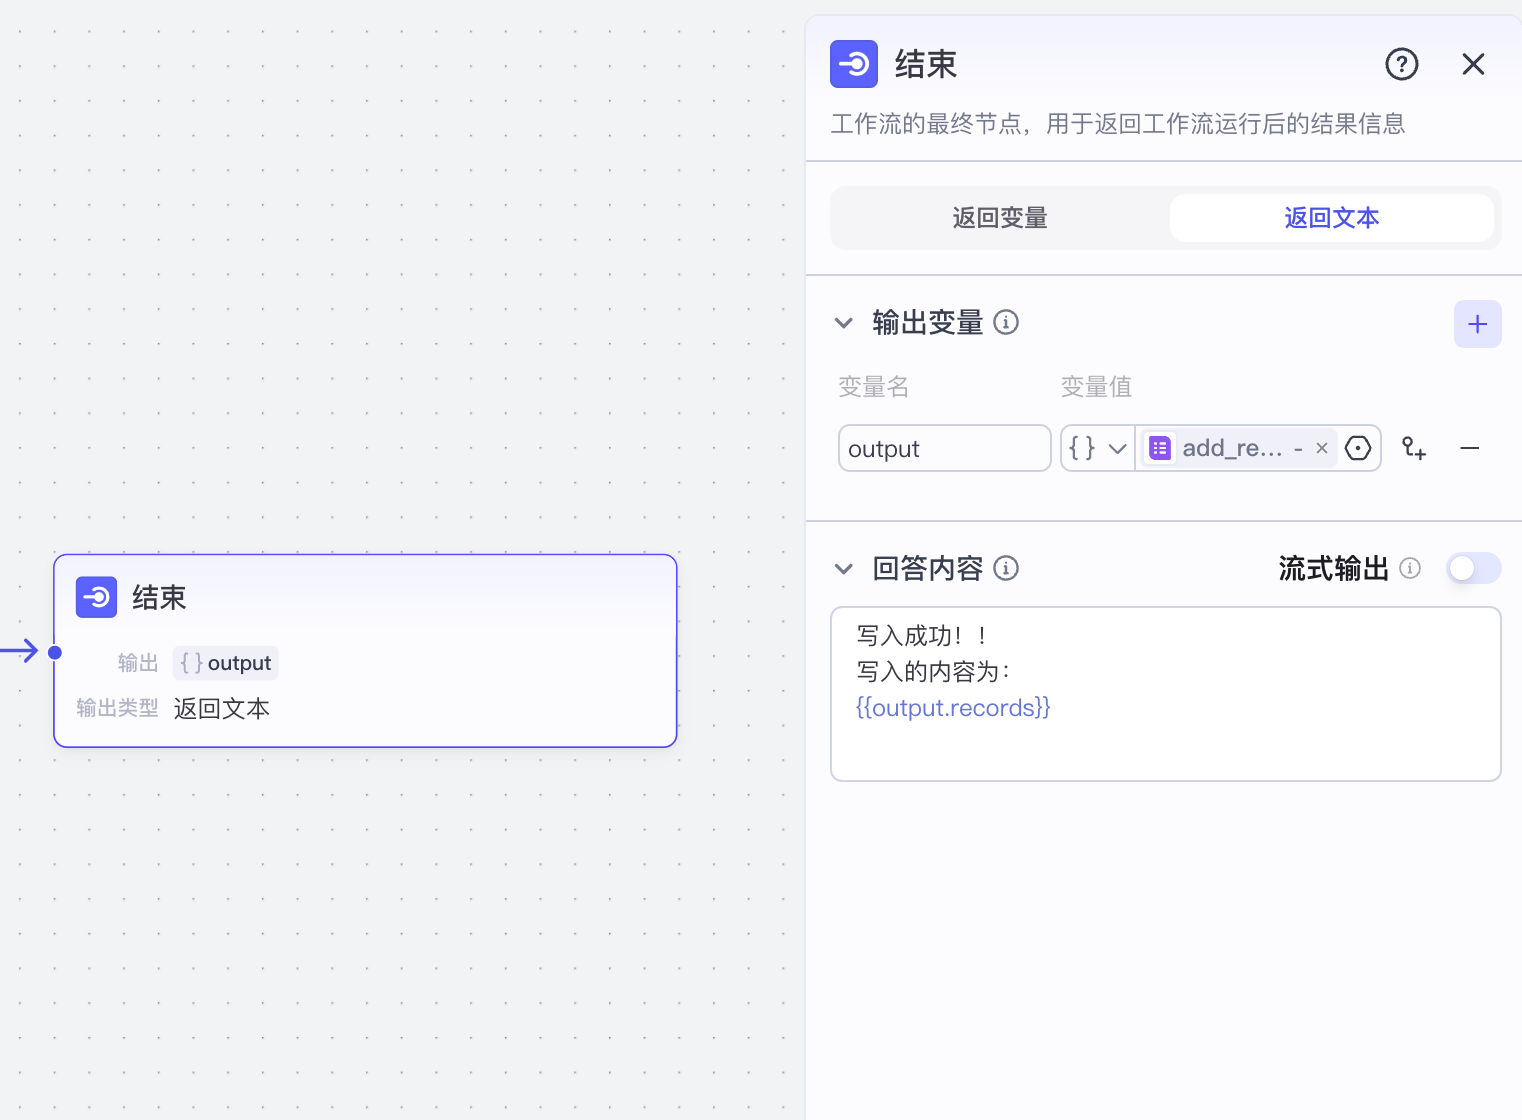 结束
工作流的最终节点，用于返回工作流运行后的结果信息
返回变量
返回文本
输出变量
变量名 变量值
output {} add_re... -
回答内容 流式输出
写入成功！！
写入的内容为：
{{output.records}}
结束
输出 {} output
输出类型 返回文本